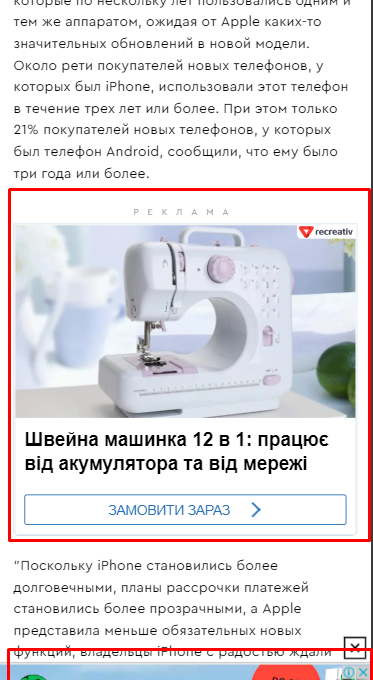 которые по нескольку лет пользовались одним и
тем же аппаратом, ожидая от Apple каких-то
значительных обновлений в новой модели.
Около рети покупателей новых телефонов, у
которых был iPhone, использовали этот телефон
в течение трех лет или более. При этом только
21% покупателей новых телефонов, у которых
был телефон Android, сообщили, что ему было
три года или более.
РЕКЛАМА
recreativ
Швейна машинка 12 в 1: працює
від акумулятора та від мережі
ЗАМОВИТИ ЗАРАЗ
"Поскольку iPhone становились более
долговечными, планы рассрочки платежей
становились более прозрачными, а Apple
представила меньше обязательных новых
функций, владельцы iPhone с радостью ждали